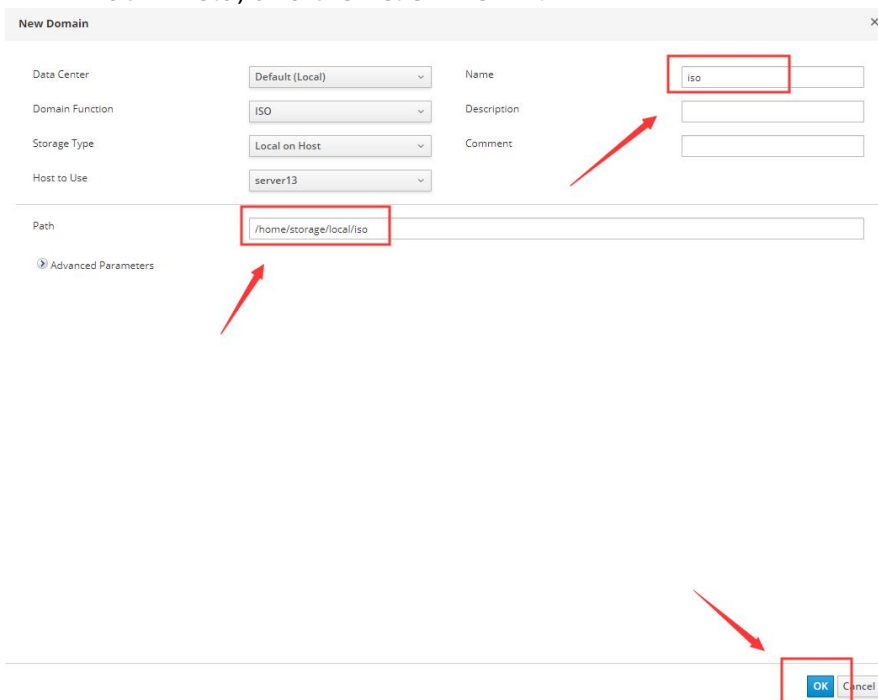 New Domain ×
Data Center Default (Local) Name iso
Domain Function ISO Description
Storage Type Local on Host Comment
Host to Use server13
Path /home/storage/local/iso
Advanced Parameters
OK Cancel